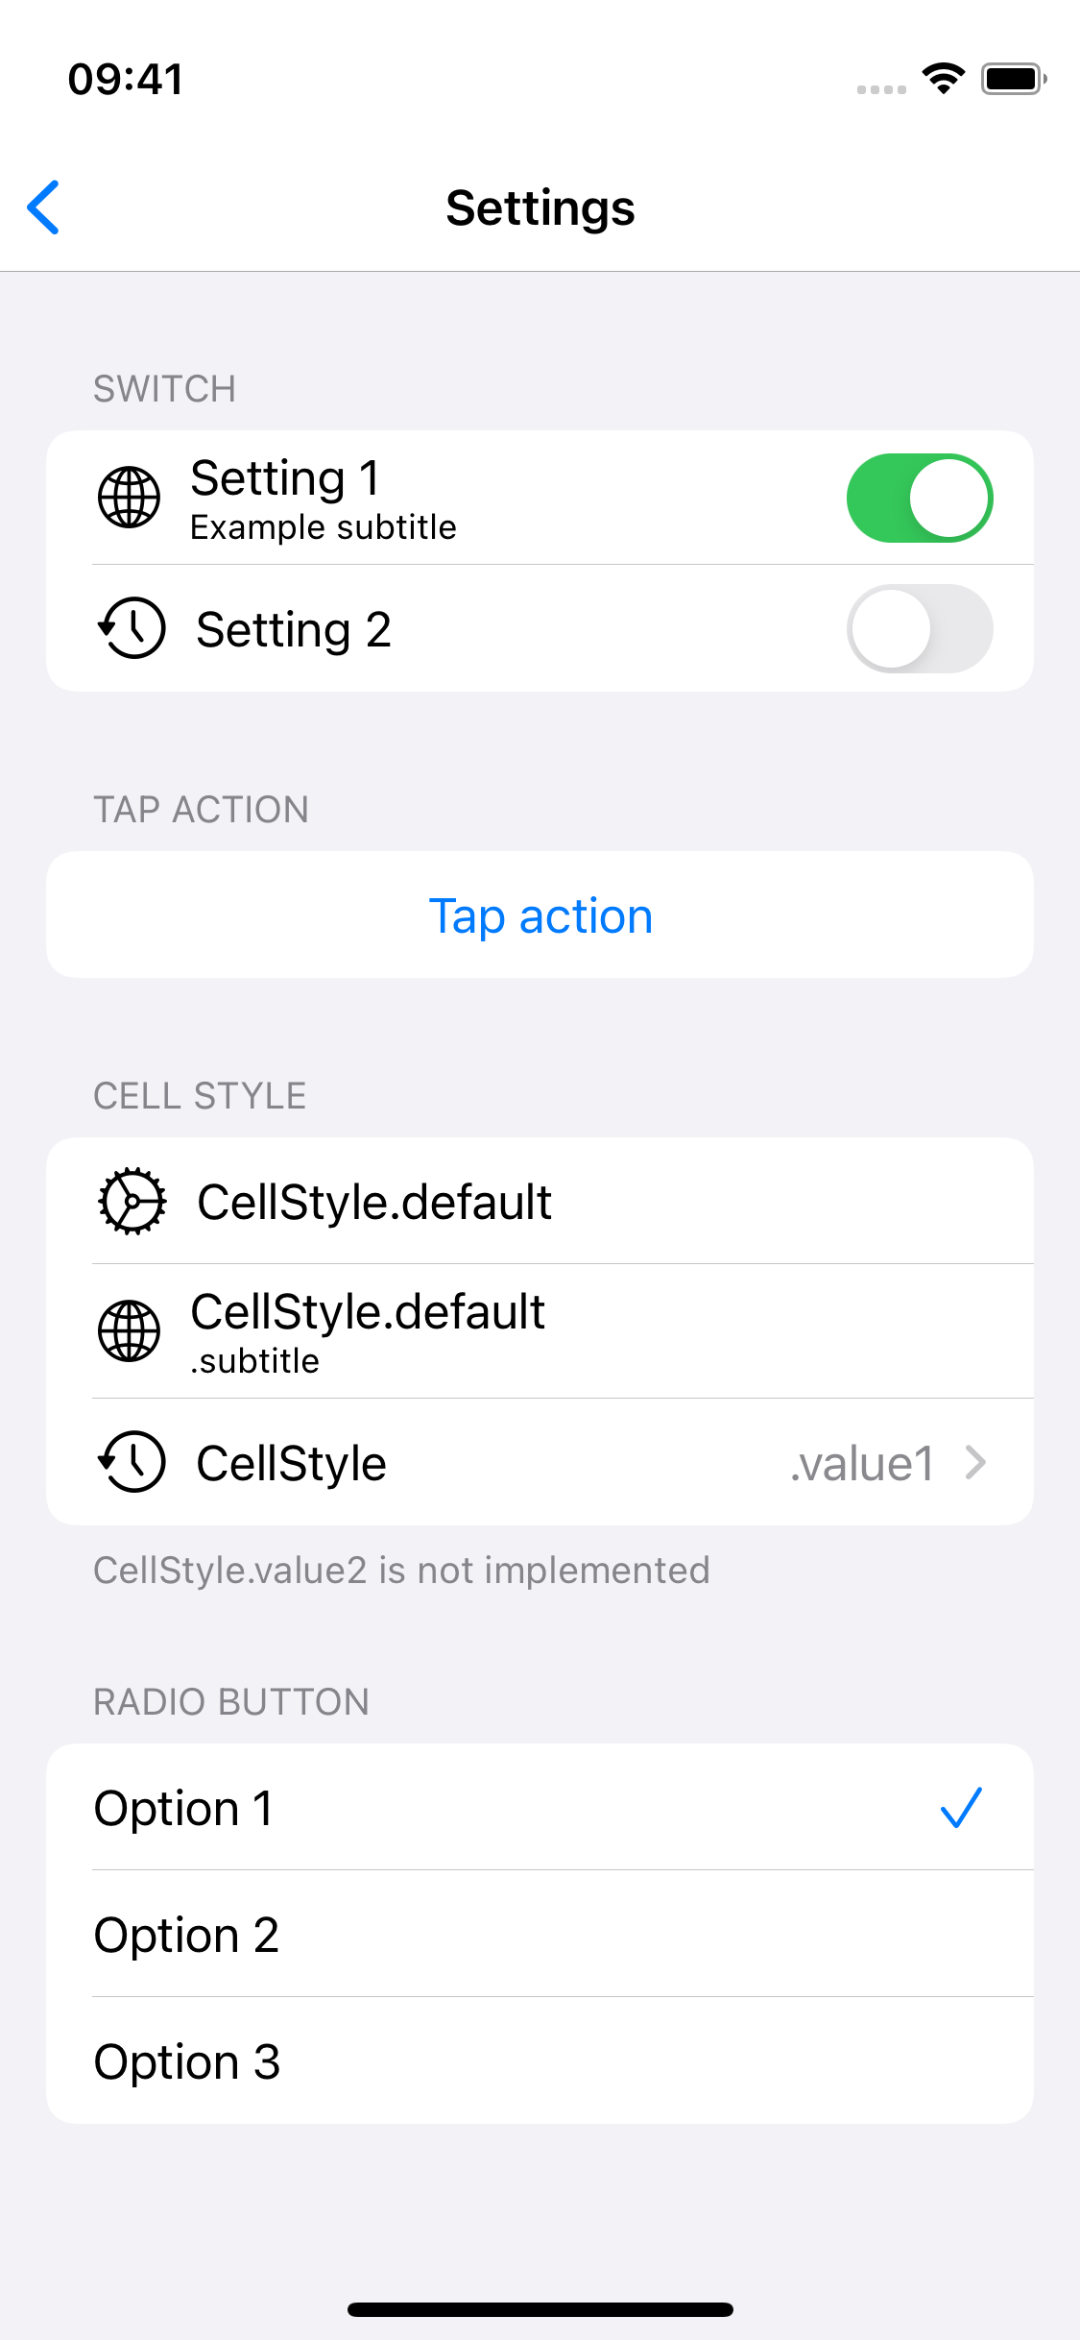 09:41
Settings
SWITCH
Setting 1
Example subtitle
Setting 2
TAP ACTION
Tap action
CELL STYLE
CellStyle.default
CellStyle.default
.subtitle
CellStyle .value1
CellStyle.value2 is not implemented
RADIO BUTTON
Option 1
Option 2
Option 3